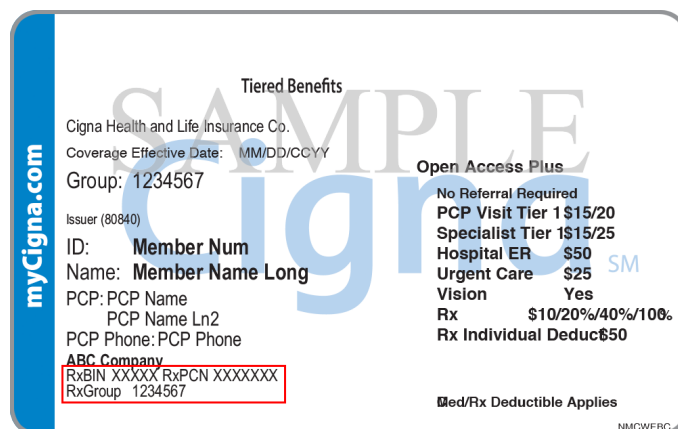 myCigna.com
SAMPLE
Cigna SM
Tiered Benefits
Cigna Health and Life Insurance Co.
Coverage Effective Date: MM/DD/CCYY
Group: 1234567
Issuer (80840)
ID: Member Num
Name: Member Name Long
PCP: PCP Name
PCP Name Ln2
PCP Phone: PCP Phone
ABC Company
RxBIN XXXXX RxPCN XXXXXXX
RxGroup 1234567
Open Access Plus
No Referral Required
PCP Visit Tier 1 $15/20
Specialist Tier 1 $15/25
Hospital ER $50
Urgent Care $25
Vision Yes
Rx $10/20%/40%/100%
Rx Individual Deduct $50
Med/Rx Deductible Applies
NMCWEBC